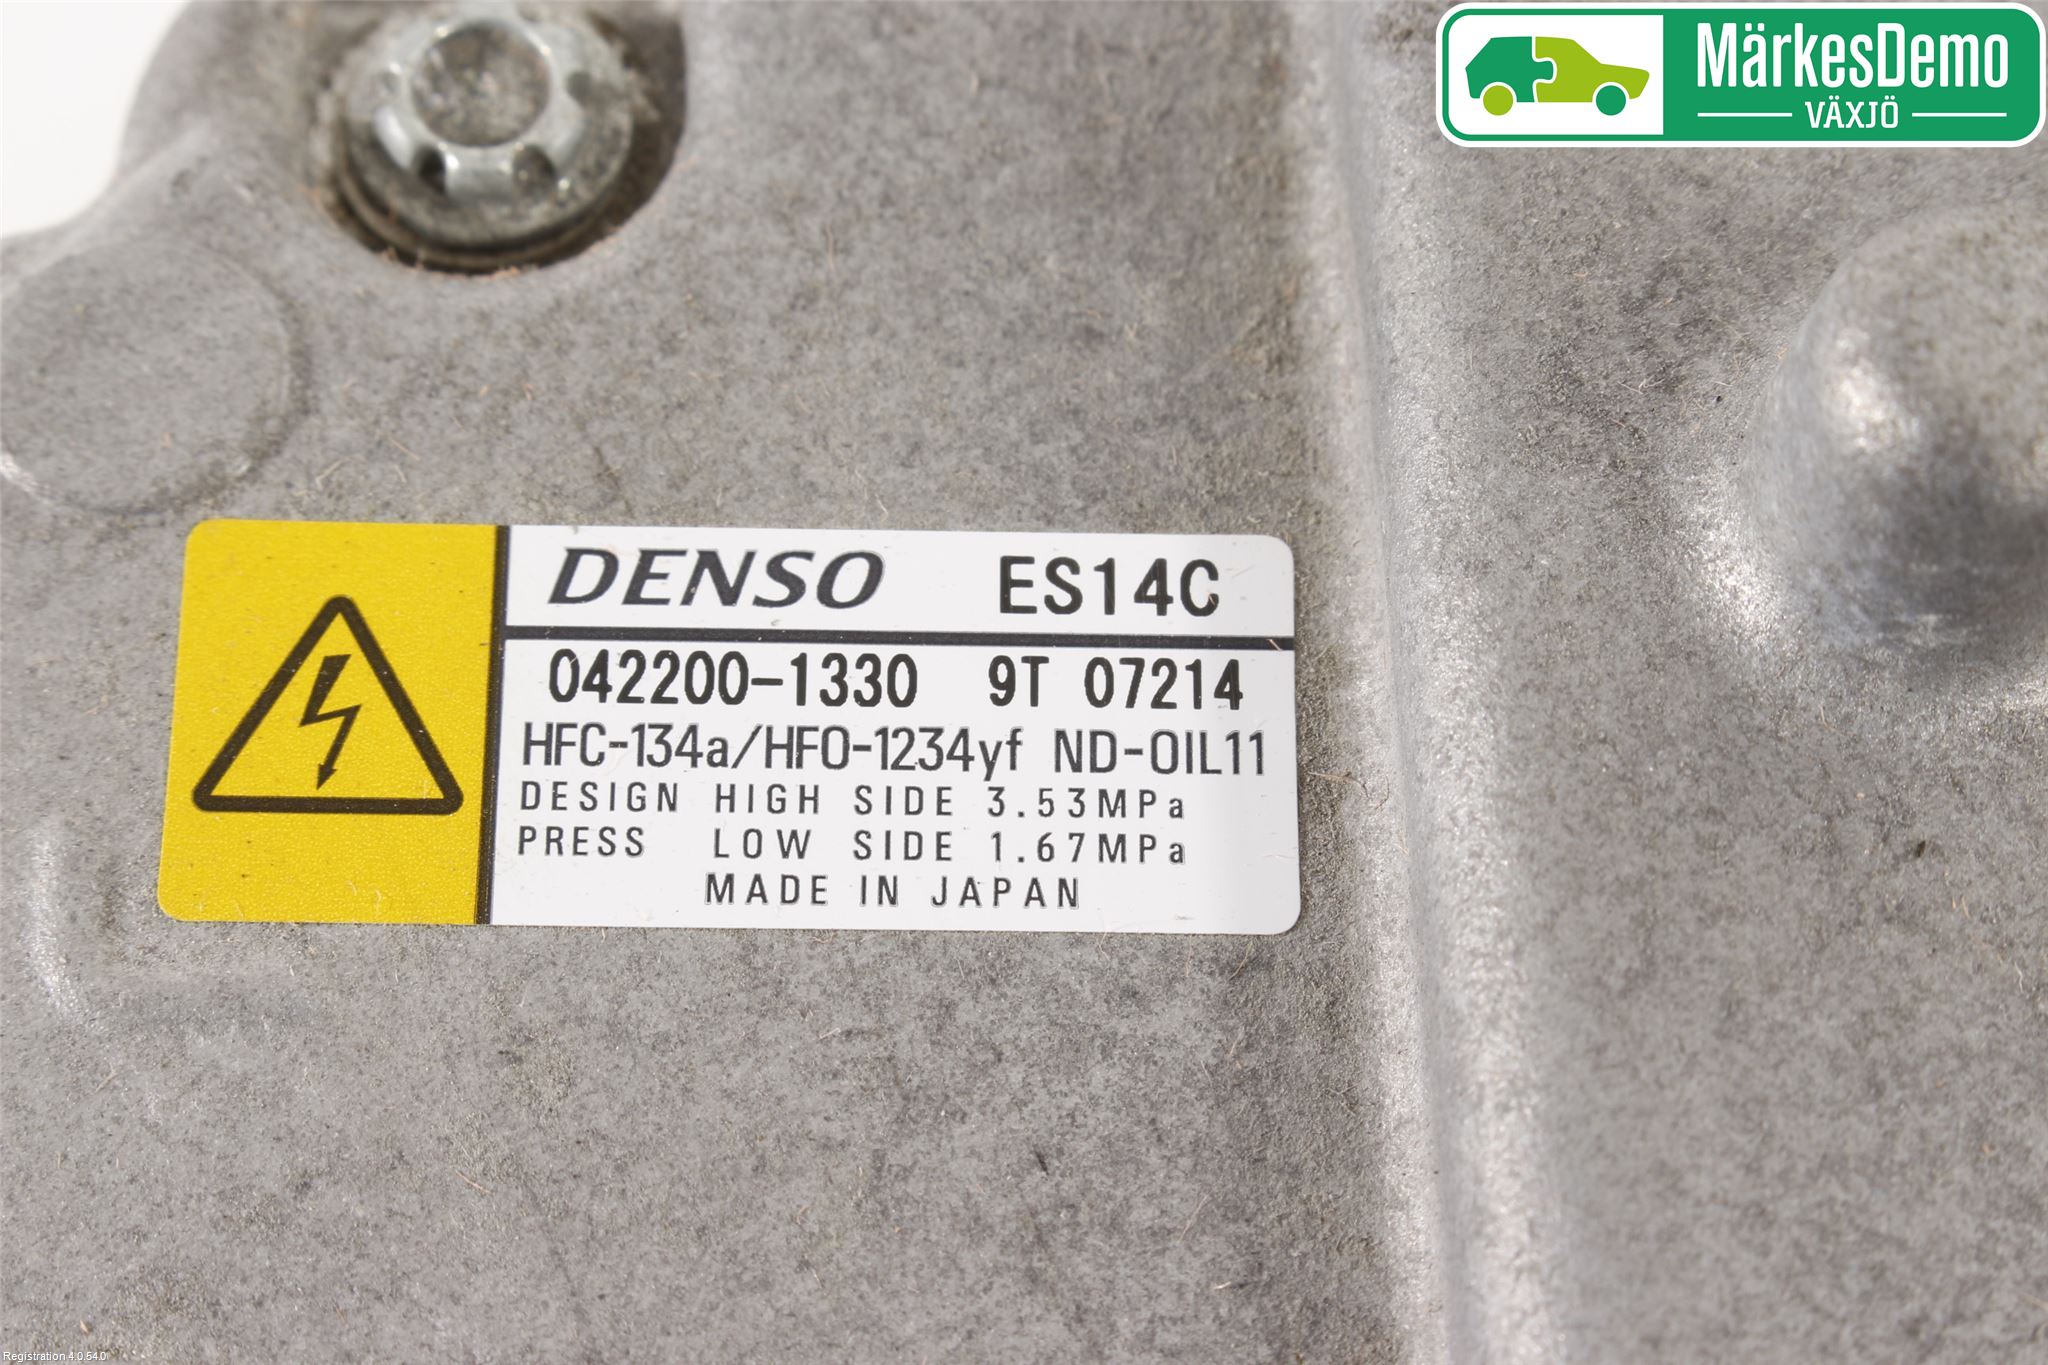 MärkesDemo
VÄXJÖ
DENSO ES14C
042200-1330 9T 07214
HFC-134a/HFO-1234yf ND-OIL11
DESIGN HIGH SIDE 3.53MPa
PRESS LOW SIDE 1.67MPa
MADE IN JAPAN
Registration 4.0.54.0